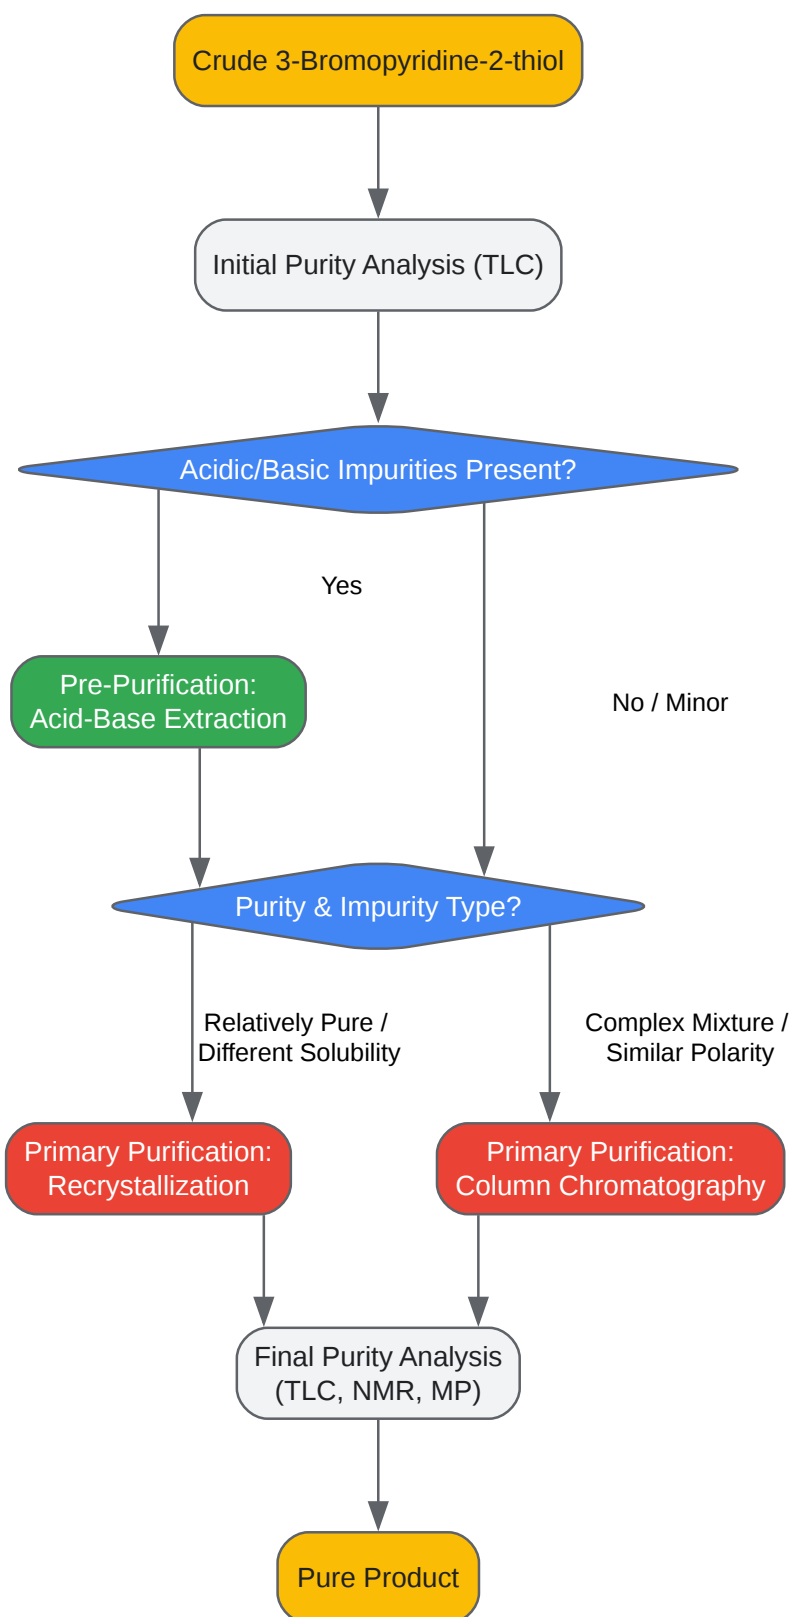 Crude 3-Bromopyridine-2-thiol
Initial Purity Analysis (TLC)
Acidic/Basic Impurities Present?
Yes
Pre-Purification:
Acid-Base Extraction
No / Minor
Purity & Impurity Type?
Relatively Pure /
Different Solubility
Complex Mixture /
Similar Polarity
Primary Purification:
Recrystallization
Primary Purification:
Column Chromatography
Final Purity Analysis
(TLC, NMR, MP)
Pure Product